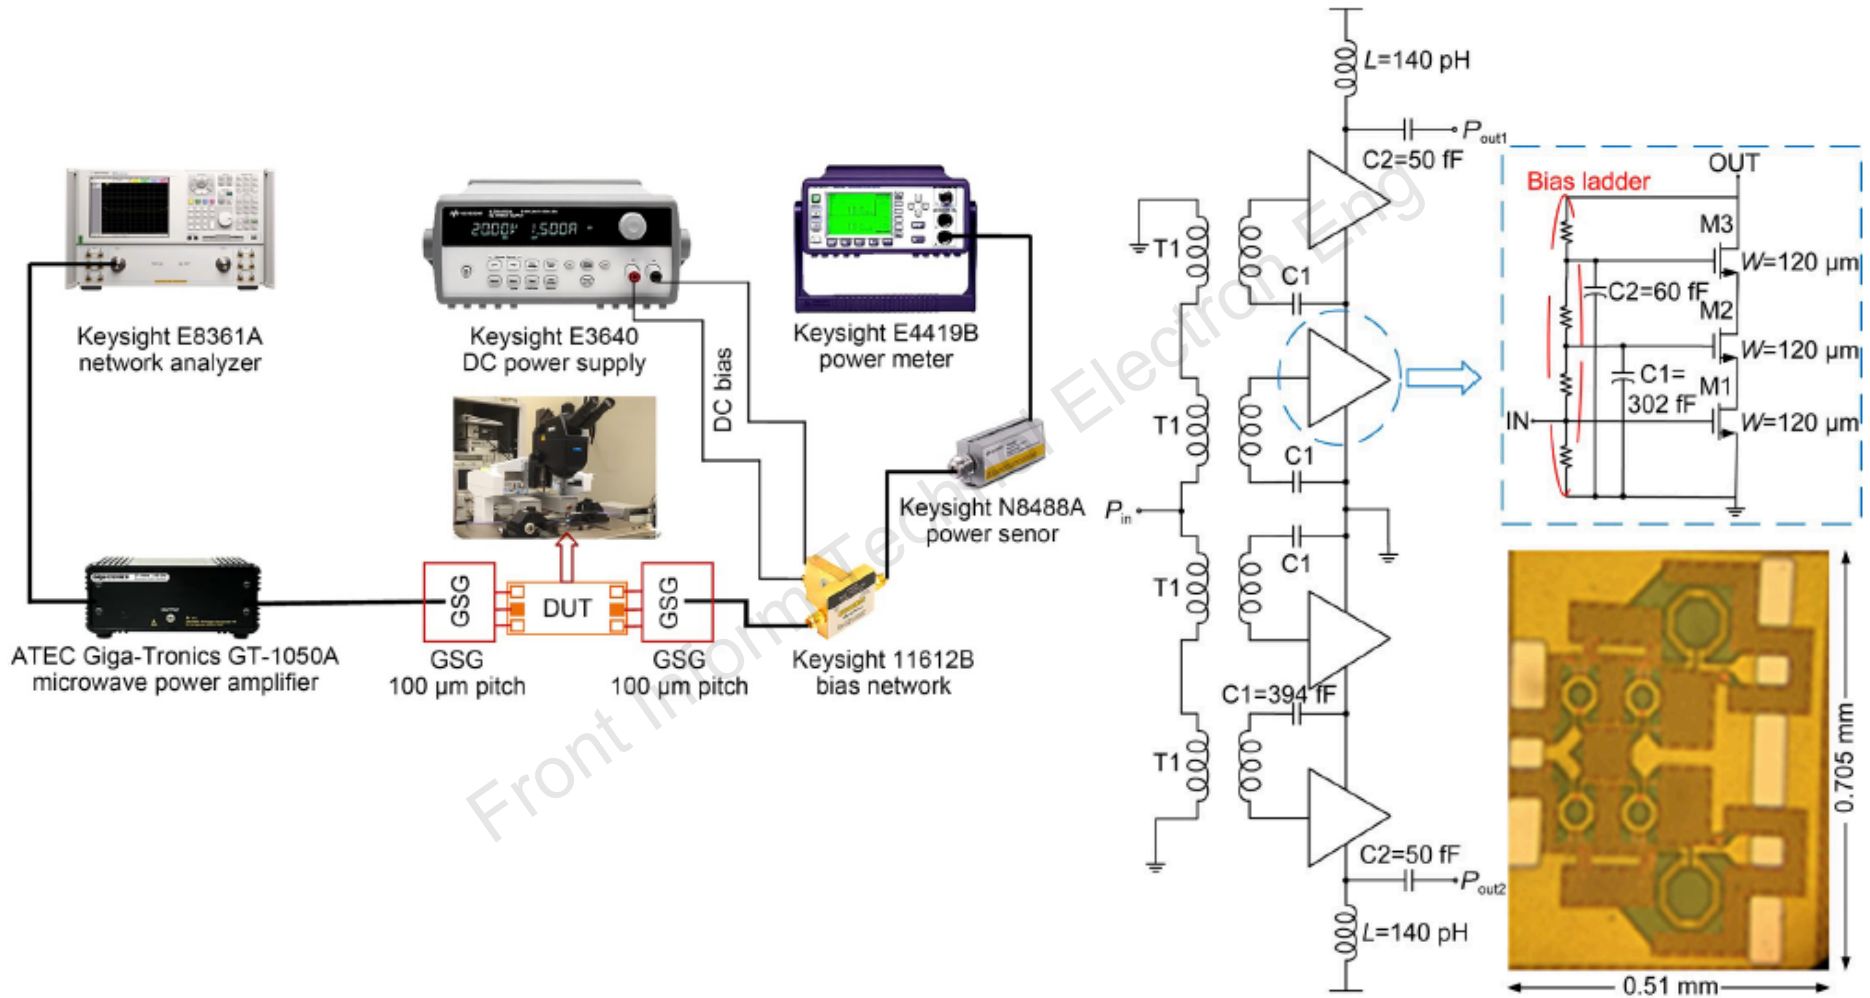 Keysight E8361A
network analyzer
20.00V 1.500A
Keysight E3640
DC power supply
Keysight E4419B
power meter
DC bias
Keysight N8488A
power senor
ATEC Giga-Tronics GT-1050A
microwave power amplifier
GSG
DUT
GSG
GSG
100 µm pitch
GSG
100 µm pitch
Keysight 11612B
bias network
L=140 pH
Pout1
C2=50 fF
T1
C1
T1
C1
Pin
C1
T1
C1=394 fF
T1
C2=50 fF
Pout2
L=140 pH
OUT
Bias ladder
M3
W=120 µm
C2=60 fF
M2
W=120 µm
C1=
302 fF
M1
IN
W=120 µm
0.705 mm
0.51 mm
Front Inform Technol Electron Eng